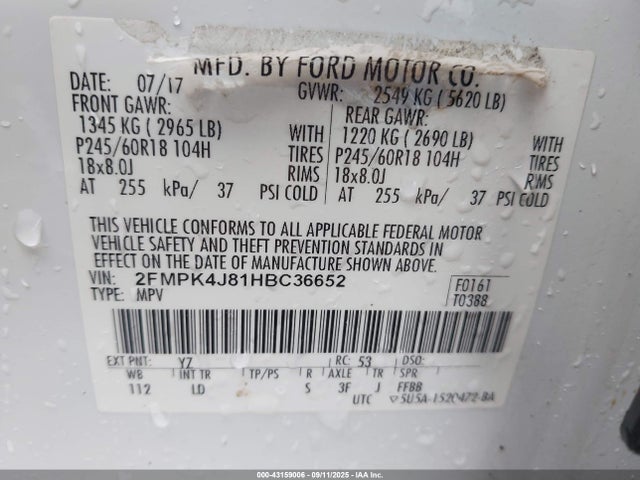 MFD. BY FORD MOTOR CO.
DATE: 07/17 GVWR: 2549 KG ( 5620 LB)
FRONT GAWR: REAR GAWR:
1345 KG ( 2965 LB) WITH 1220 KG ( 2690 LB) WITH
P245/60R18 104H TIRES P245/60R18 104H TIRES
18x8.0J RIMS 18x8.0J RIMS
AT 255 kPa/ 37 PSI COLD AT 255 kPa/ 37 PSI COLD
THIS VEHICLE CONFORMS TO ALL APPLICABLE FEDERAL MOTOR
VEHICLE SAFETY AND THEFT PREVENTION STANDARDS IN
EFFECT ON THE DATE OF MANUFACTURE SHOWN ABOVE.
VIN: 2FMPK4J81HBC36652 F0161
TYPE: MPV T0388
EXT PNT: YZ RC: 53 DSO:
WB INT TR TP/PS R AXLE TR SPR
112 LD S 3F J FFBB
UTC ▽5U5A-1520472-BA
000-43159006 - 09/11/2025 - IAAI.COM